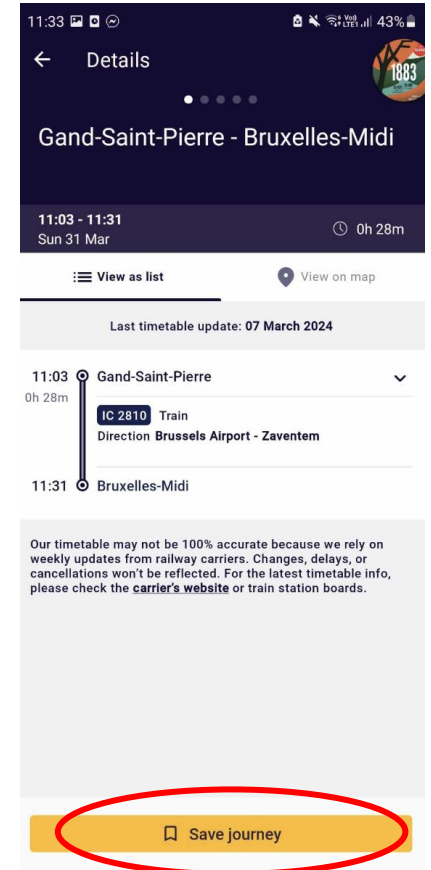 11:33 Vo) LTE1 43%
Details
1883
Gand-Saint-Pierre - Bruxelles-Midi
11:03 - 11:31
Sun 31 Mar
0h 28m
View as list
View on map
Last timetable update: 07 March 2024
11:03 Gand-Saint-Pierre
0h 28m
IC 2810 Train
Direction Brussels Airport - Zaventem
11:31 Bruxelles-Midi
Our timetable may not be 100% accurate because we rely on
weekly updates from railway carriers. Changes, delays, or
cancellations won't be reflected. For the latest timetable info,
please check the carrier's website or train station boards.
Save journey